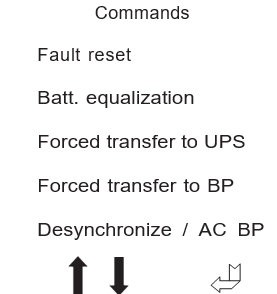 Commands
Fault reset
Batt. equalization
Forced transfer to UPS
Forced transfer to BP
Desynchronize / AC BP